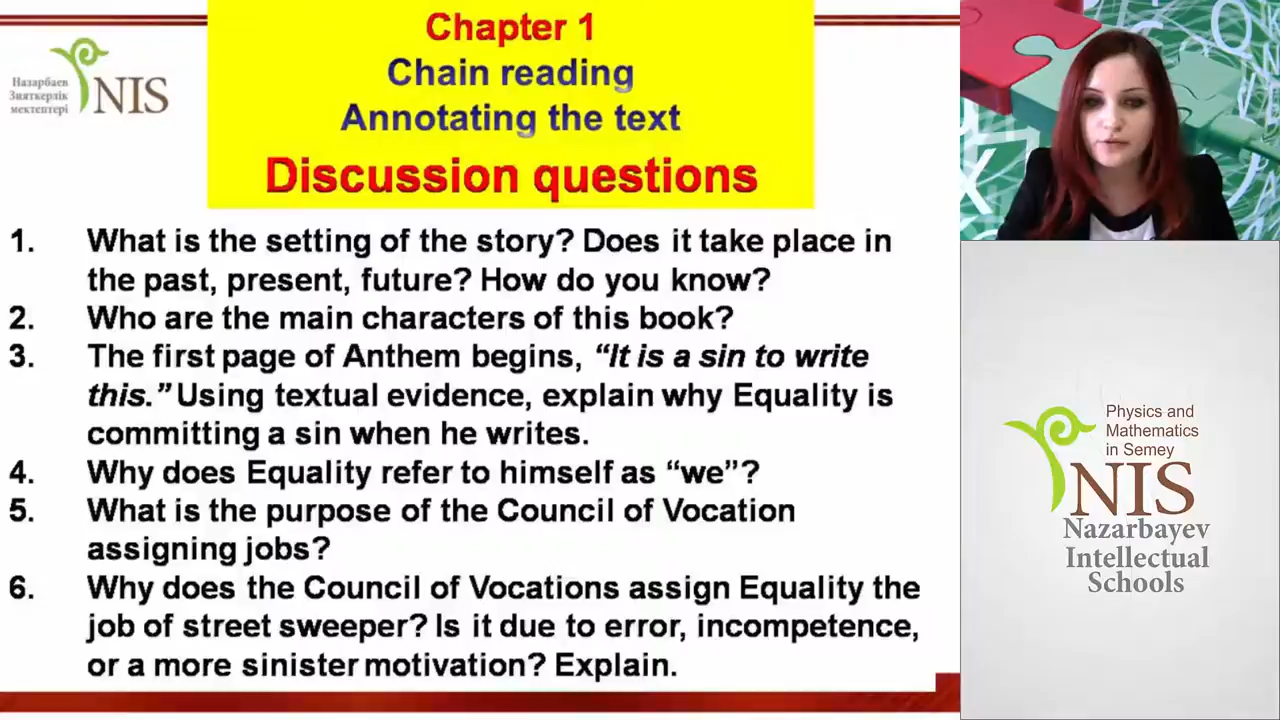 Chapter 1
Chain reading
Annotating the text
Discussion questions
Назарбаев
Зияткерлік
мектептері
NIS
1. What is the setting of the story? Does it take place in
the past, present, future? How do you know?
2. Who are the main characters of this book?
3. The first page of Anthem begins, “It is a sin to write
this.” Using textual evidence, explain why Equality is
committing a sin when he writes.
4. Why does Equality refer to himself as “we”?
5. What is the purpose of the Council of Vocation
assigning jobs?
6. Why does the Council of Vocations assign Equality the
job of street sweeper? Is it due to error, incompetence,
or a more sinister motivation? Explain.
Physics and
Mathematics
in Semey
NIS
Nazarbayev
Intellectual
Schools